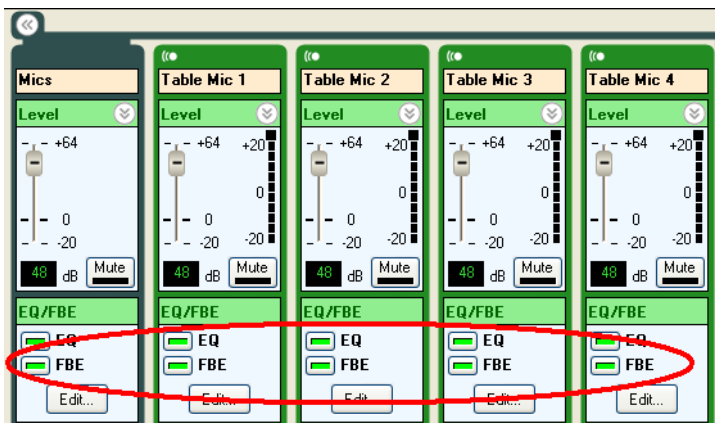 Mics Table Mic 1 Table Mic 2 Table Mic 3 Table Mic 4
Level Level Level Level Level
+64 +64 +20 +64 +20 +64 +20 +64 +20
0 0 0 0
0 0 0 0 0
-20 -20 -20 -20 -20 -20 -20 -20 -20
48 dB Mute 48 dB Mute 48 dB Mute 48 dB Mute 48 dB Mute
EQ/FBE EQ/FBE EQ/FBE EQ/FBE EQ/FBE
EQ EQ EQ EQ EQ
FBE FBE FBE FBE FBE
Edit... Edit... Edit... Edit... Edit...